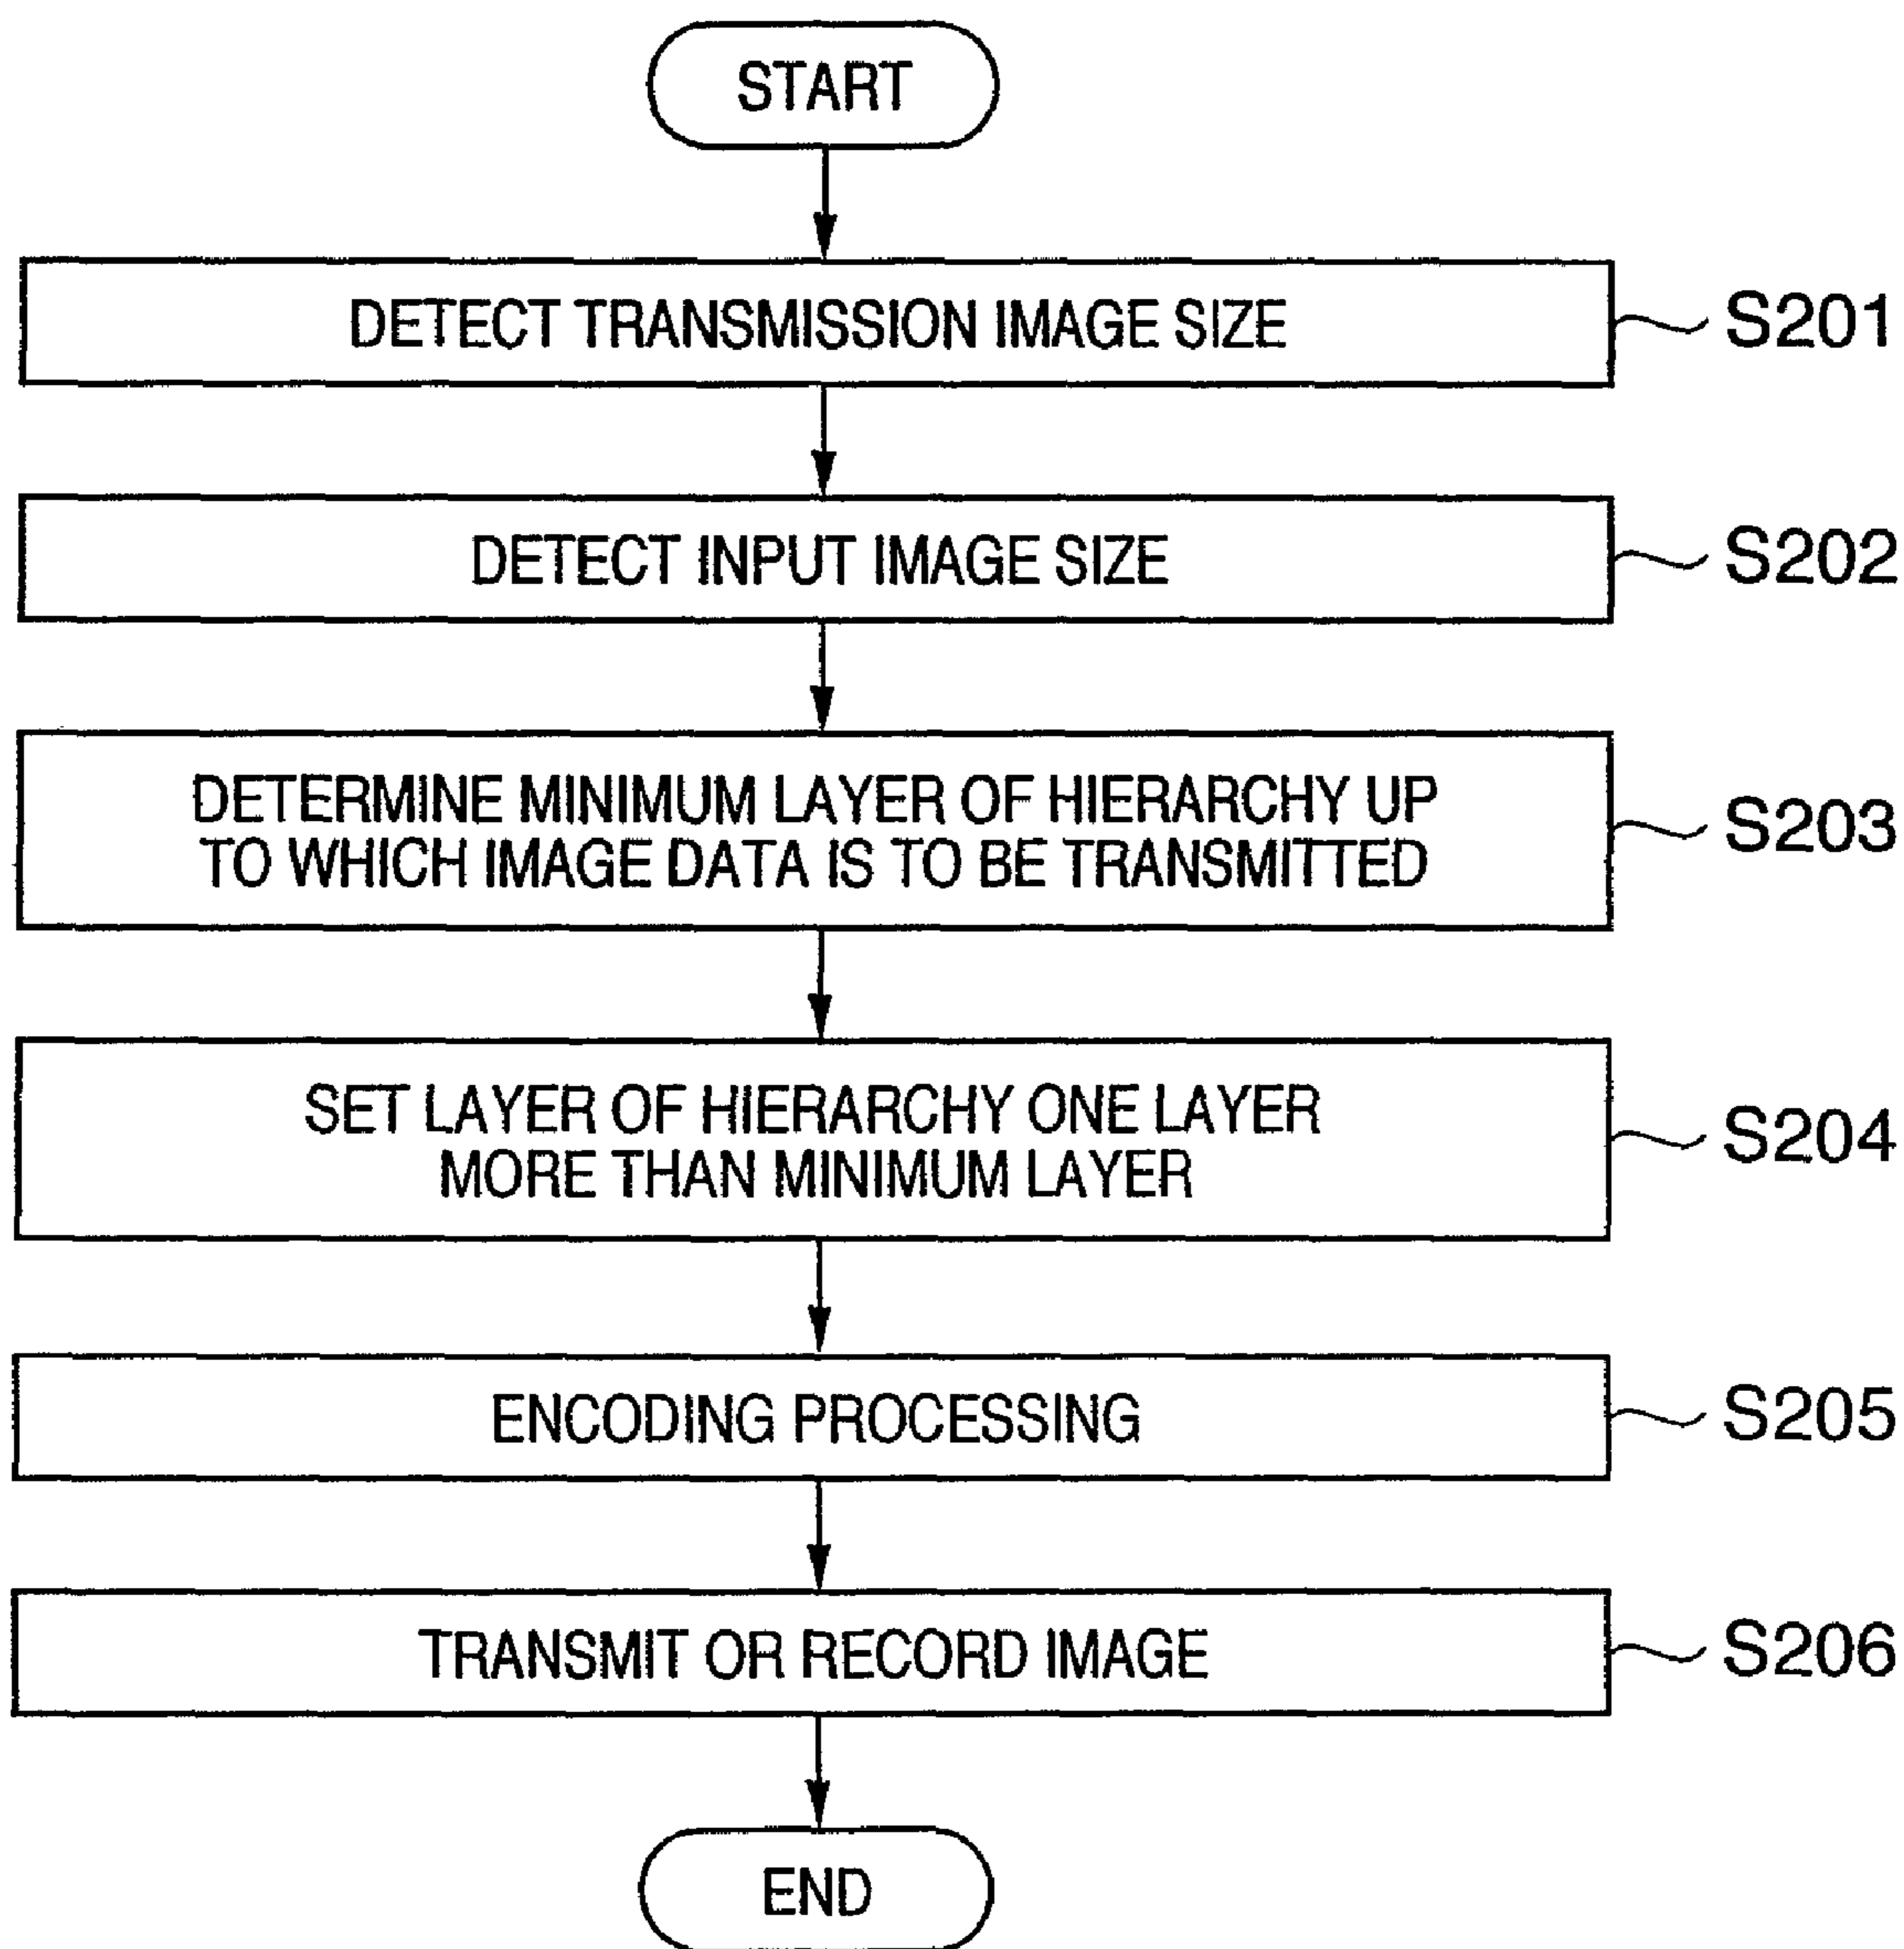 START
DETECT TRANSMISSION IMAGE SIZE
S201
DETECT INPUT IMAGE SIZE
S202
DETERMINE MINIMUM LAYER OF HIERARCHY UP
TO WHICH IMAGE DATA IS TO BE TRANSMITTED
S203
SET LAYER OF HIERARCHY ONE LAYER
MORE THAN MINIMUM LAYER
S204
ENCODING PROCESSING
S205
TRANSMIT OR RECORD IMAGE
S206
END